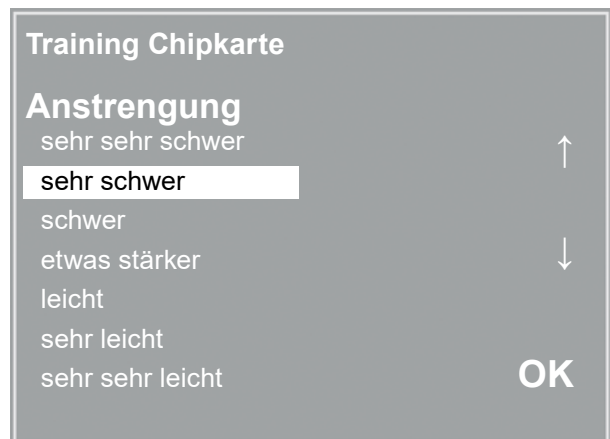 Training Chipkarte
Anstrengung
sehr sehr schwer
↑
sehr schwer
schwer
etwas stärker
↓
leicht
sehr leicht
sehr sehr leicht
OK